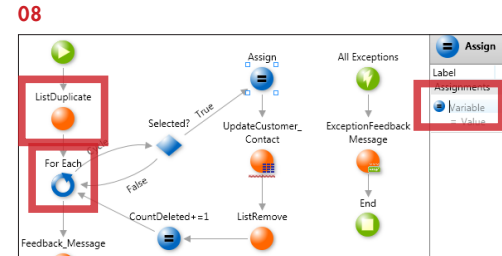 08
Assign
All Exceptions
Assign
Label
Assignments
Variable
= Value
ListDuplicate
Selected?
True
UpdateCustomer_
Contact
ExceptionFeedback
Message
For Each
Cycle
False
End
CountDeleted+=1
ListRemove
Feedback_Message